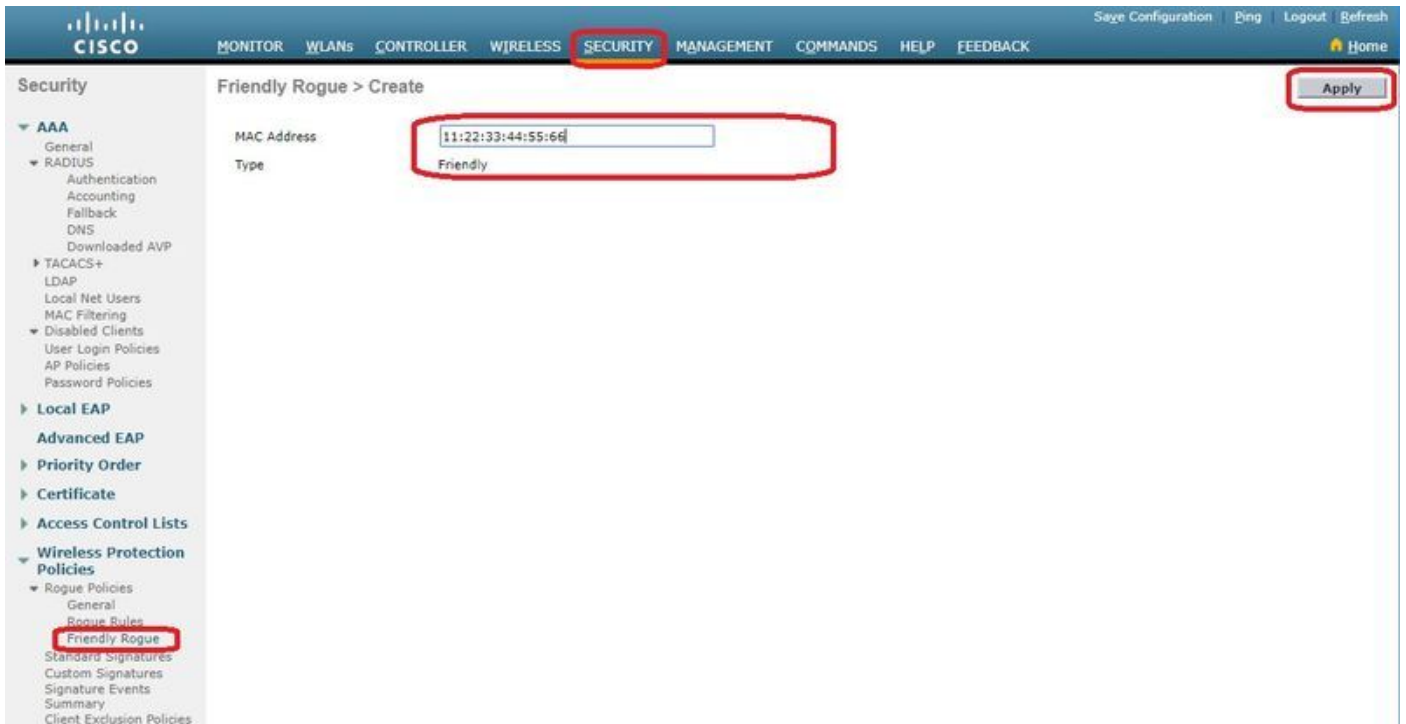 Save Configuration Ping Logout Refresh
CISCO
MONITOR WLANs CONTROLLER WIRELESS SECURITY MANAGEMENT COMMANDS HELP FEEDBACK
Home
Security
AAA
General
RADIUS
Authentication
Accounting
Fallback
DNS
Downloaded AVP
TACACS+
LDAP
Local Net Users
MAC Filtering
Disabled Clients
User Login Policies
AP Policies
Password Policies
Local EAP
Advanced EAP
Priority Order
Certificate
Access Control Lists
Wireless Protection
Policies
Rogue Policies
General
Rogue Rules
Friendly Rogue
Standard Signatures
Custom Signatures
Signature Events
Summary
Client Exclusion Policies
Friendly Rogue > Create
Apply
MAC Address 11:22:33:44:55:66
Type Friendly